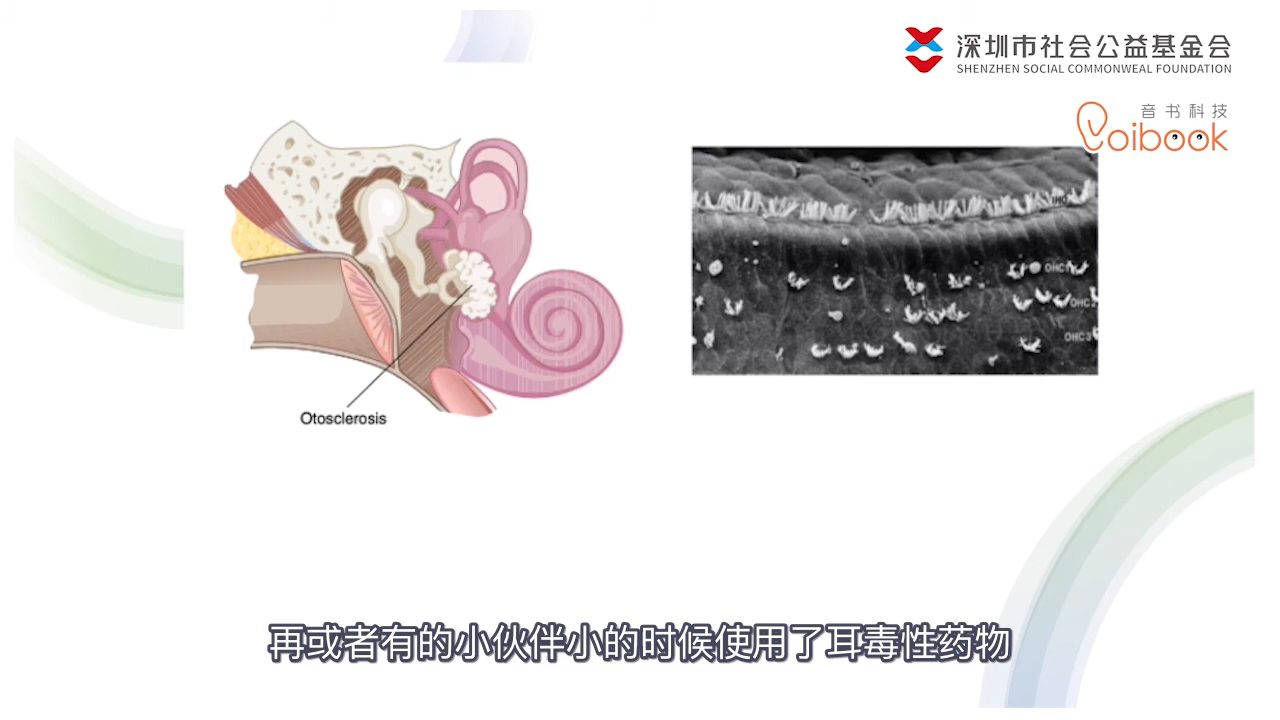 深圳市社会公益基金会
SHENZHEN SOCIAL COMMONWEAL FOUNDATION
音书科技
Voibook
IHC
OHC1
OHC2
OHC3
Otosclerosis
再或者有的小伙伴小的时候使用了耳毒性药物